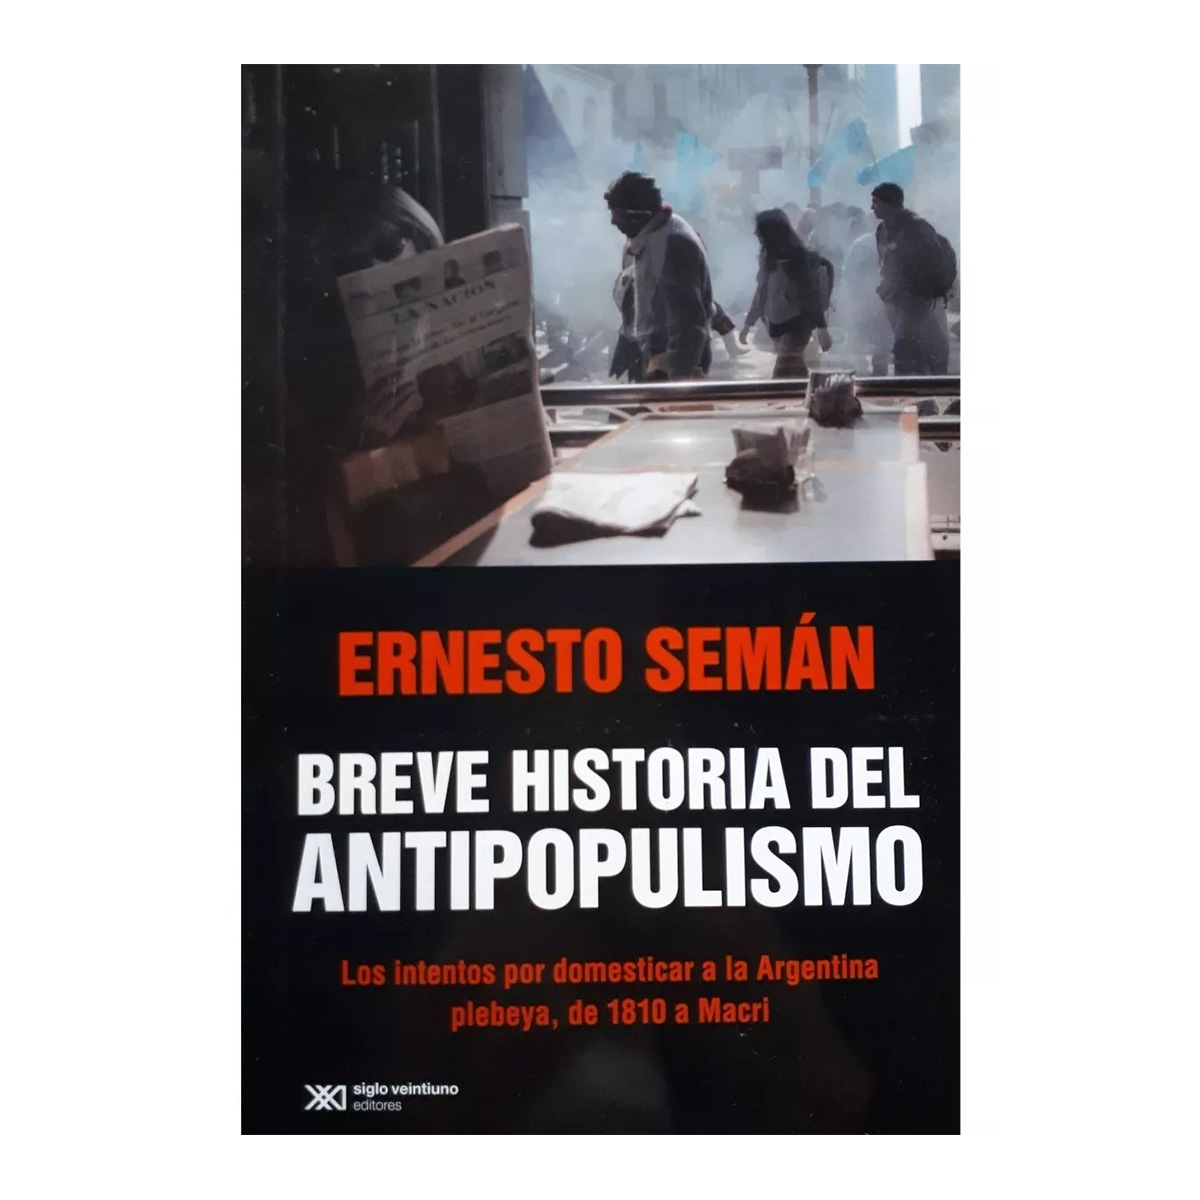 LA NACION
ERNESTO SEMÁN
BREVE HISTORIA DEL
ANTIPOPULISMO
Los intentos por domesticar a la Argentina
plebeya, de 1810 a Macri
siglo veintiuno
editores